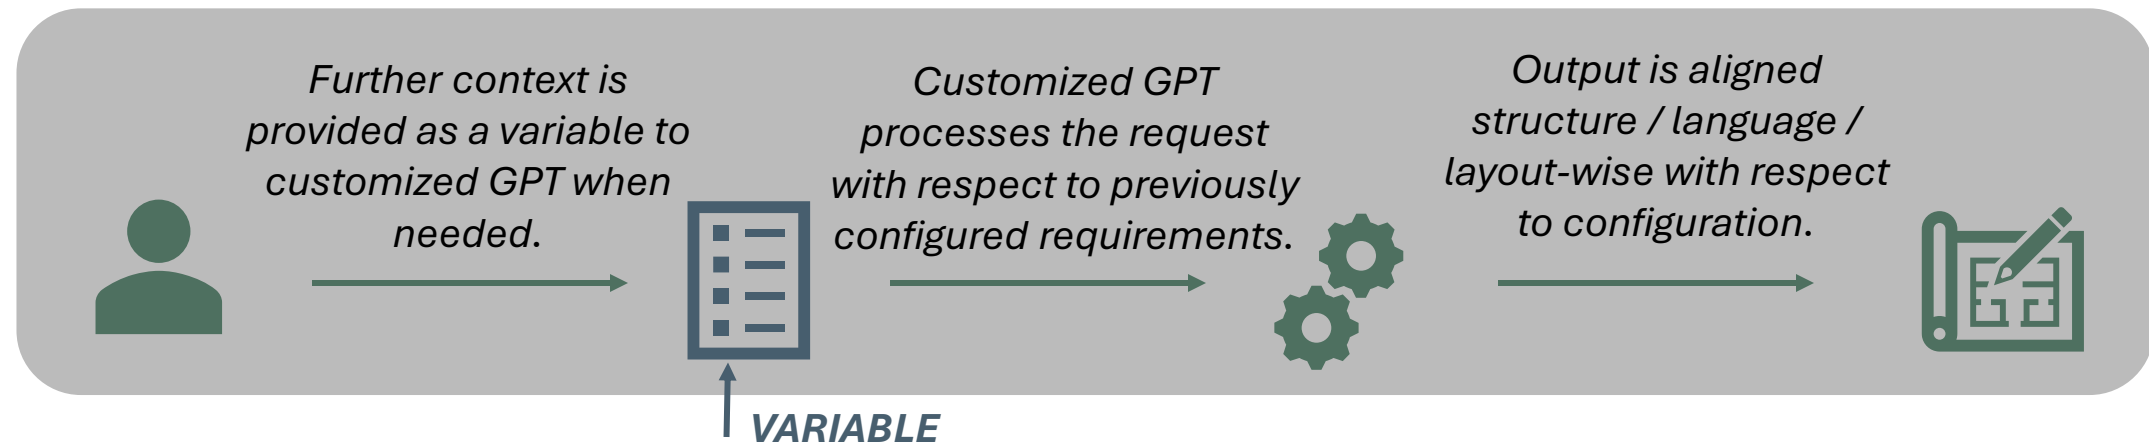 Further context is
provided as a variable to
customized GPT when
needed.
Customized GPT
processes the request
with respect to previously
configured requirements.
Output is aligned
structure / language /
layout-wise with respect
to configuration.
VARIABLE